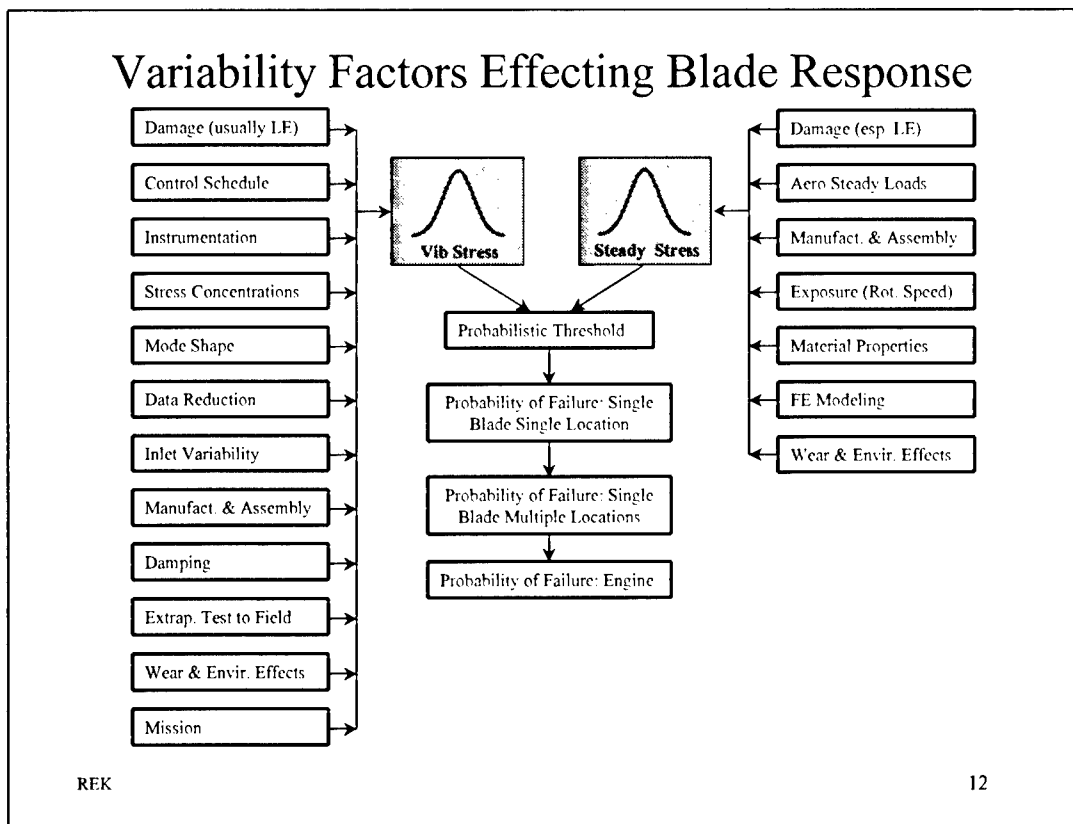 Variability Factors Effecting Blade Response
Damage (usually LE)
Control Schedule
Instrumentation
Stress Concentrations
Mode Shape
Data Reduction
Inlet Variability
Manufact. & Assembly
Damping
Extrap. Test to Field
Wear & Envir. Effects
Mission
Vib Stress
Steady Stress
Probabilistic Threshold
Probability of Failure: Single
Blade Single Location
Probability of Failure: Single
Blade Multiple Locations
Probability of Failure: Engine
Damage (esp LE)
Aero Steady Loads
Manufact. & Assembly
Exposure (Rot. Speed)
Material Properties
FE Modeling
Wear & Envir. Effects
REK
12